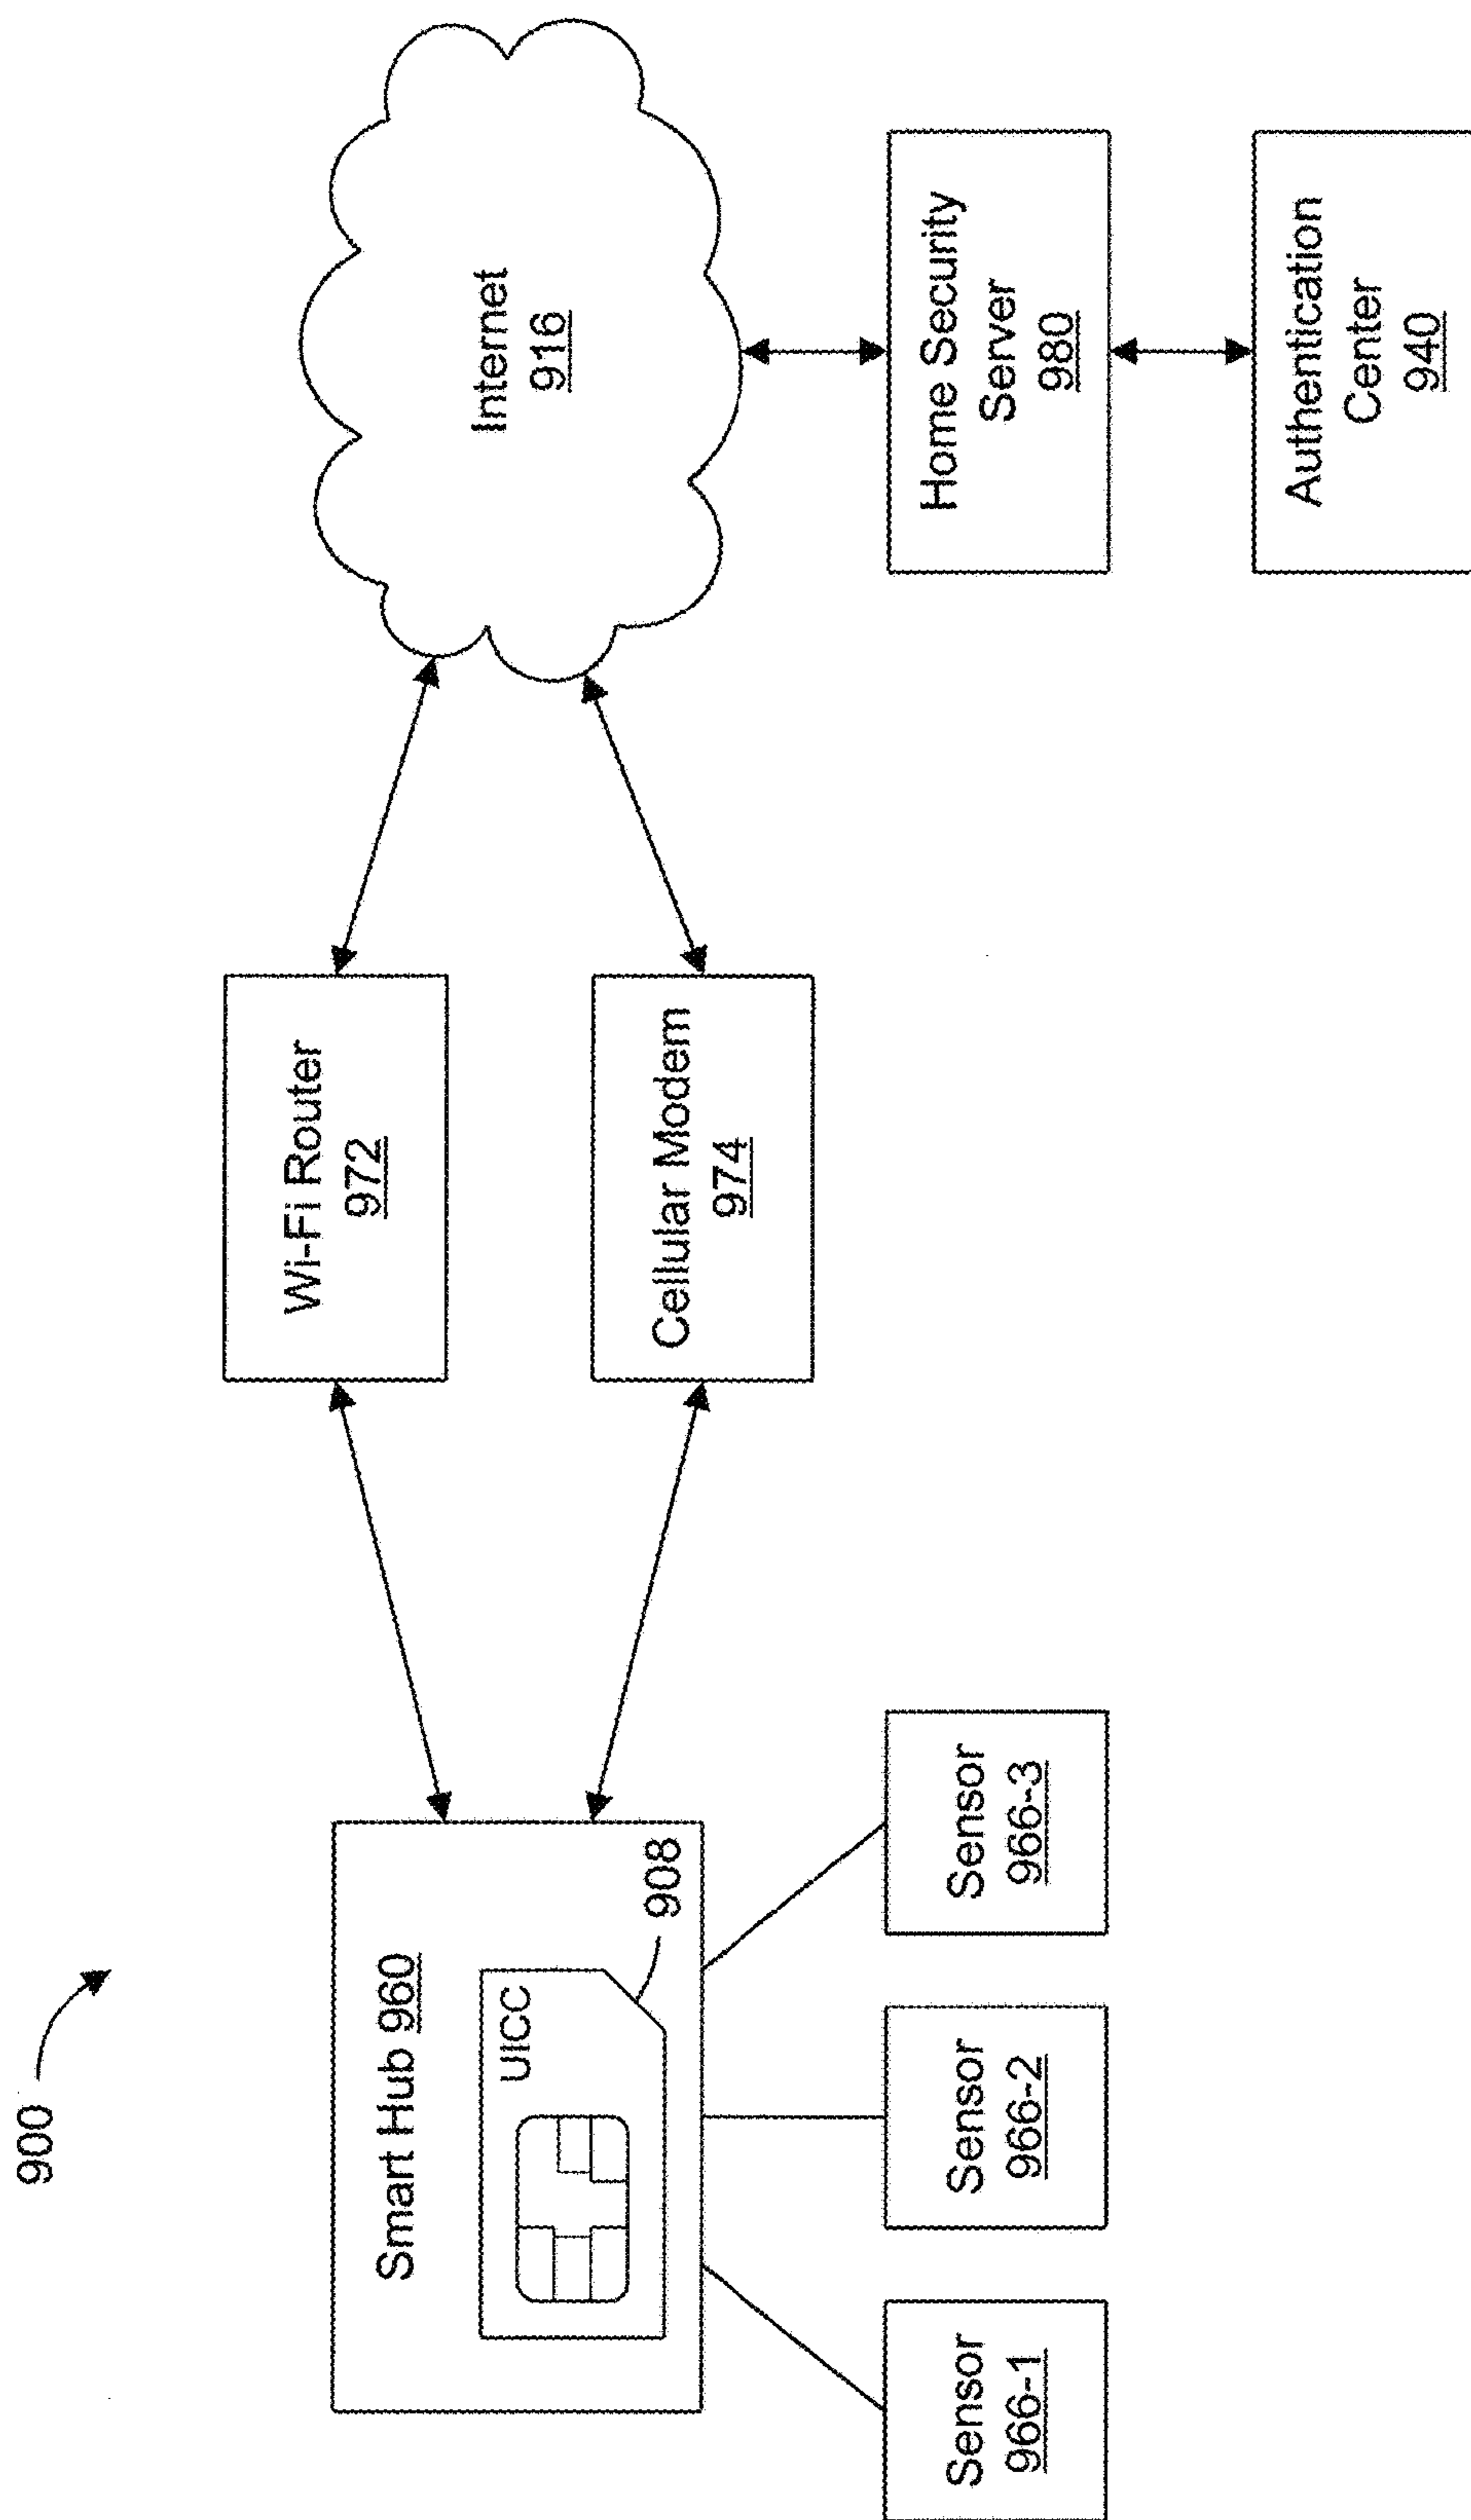 900
Smart Hub 960
UICC
908
Sensor
966-1
Sensor
966-2
Sensor
966-3
Wi-Fi Router
972
Cellular Modem
974
Internet
916
Home Security
Server
980
Authentication
Center
940